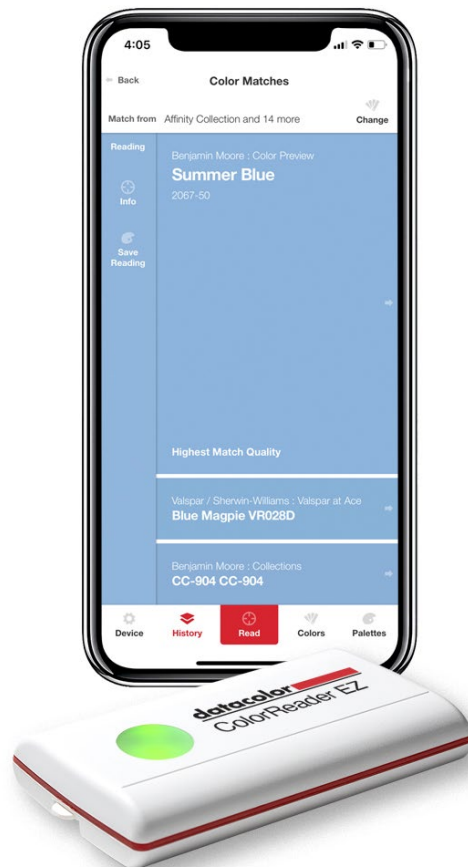 4:05
Back
Color Matches
Match from Affinity Collection and 14 more
Change
Reading
Info
Save
Reading
Benjamin Moore : Color Preview
Summer Blue
2067-50
Highest Match Quality
Valspar / Sherwin-Williams : Valspar at Ace
Blue Magpie VR028D
Benjamin Moore : Collections
CC-904 CC-904
Device
History
Read
Colors
Palettes
datacolor
ColorReader EZ